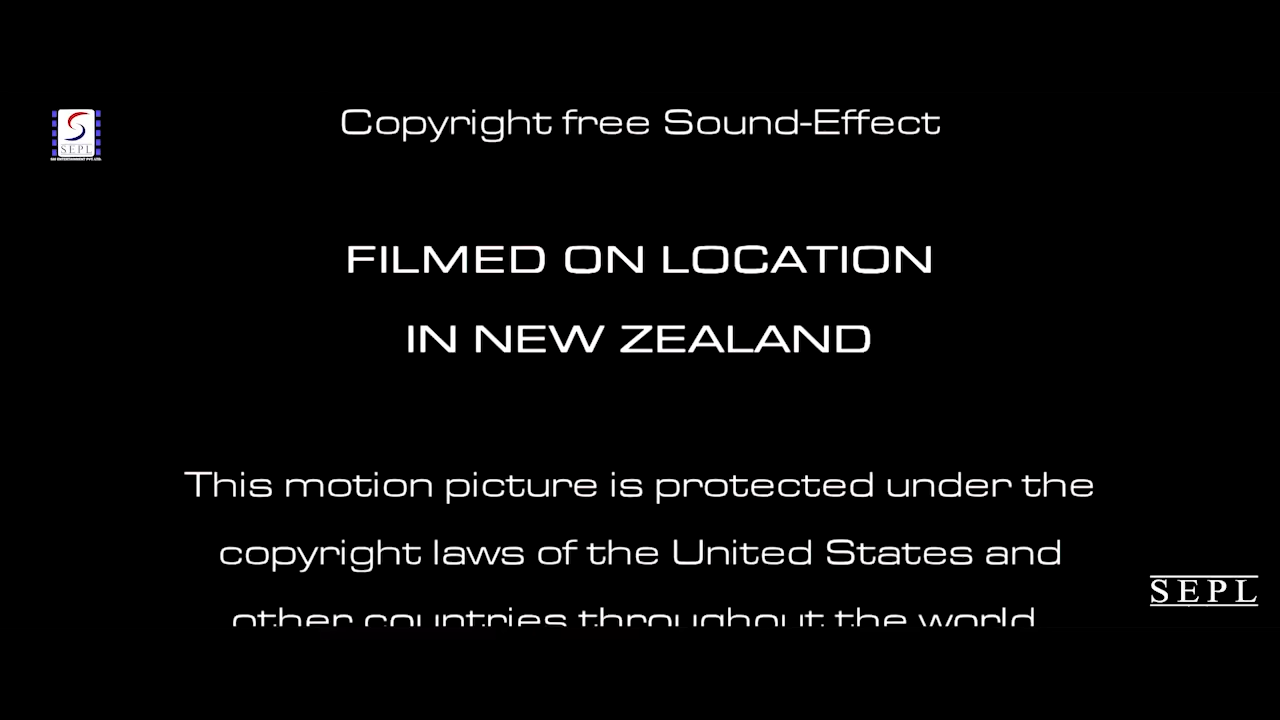 Copyright free Sound-Effect
SEPL
FILMED ON LOCATION
IN NEW ZEALAND
This motion picture is protected under the
copyright laws of the United States and
SEPL
other countries throughout the world